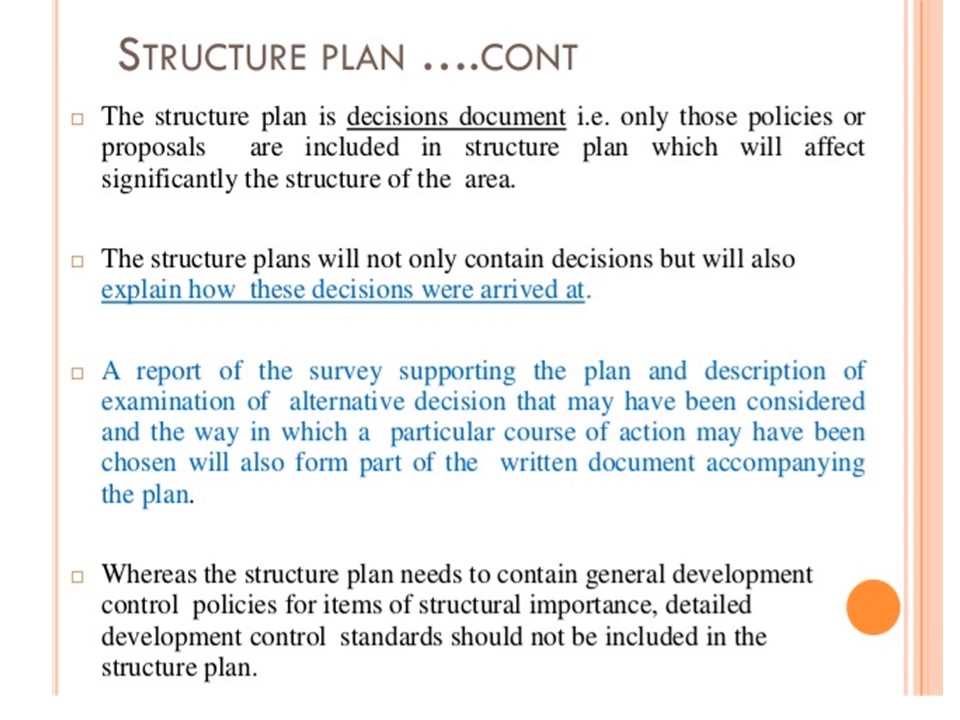 STRUCTURE PLAN ....CONT
The structure plan is decisions document i.e. only those policies or
proposals are included in structure plan which will affect
significantly the structure of the area.
The structure plans will not only contain decisions but will also
explain how these decisions were arrived at.
A report of the survey supporting the plan and description of
examination of alternative decision that may have been considered
and the way in which a particular course of action may have been
chosen will also form part of the written document accompanying
the plan.
Whereas the structure plan needs to contain general development
control policies for items of structural importance, detailed
development control standards should not be included in the
structure plan.